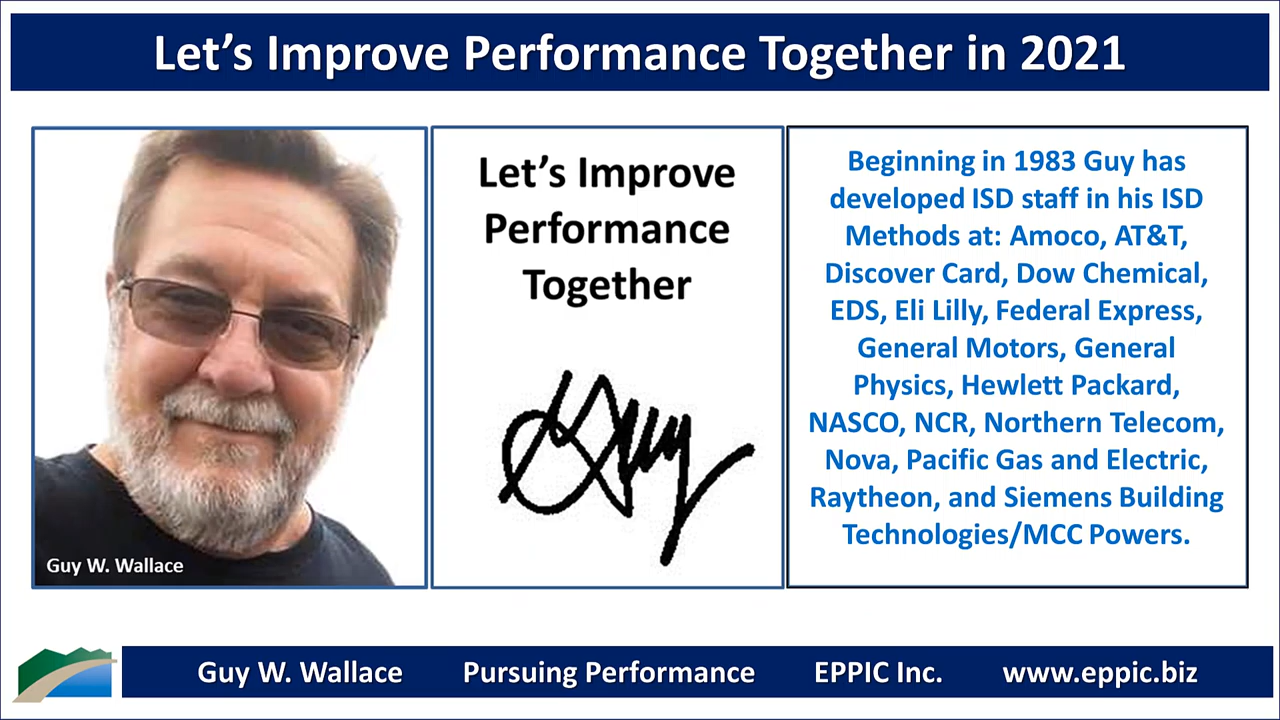 Let’s Improve Performance Together in 2021
Guy W. Wallace
Let’s Improve
Performance
Together
Guy
Beginning in 1983 Guy has
developed ISD staff in his ISD
Methods at: Amoco, AT&T,
Discover Card, Dow Chemical,
EDS, Eli Lilly, Federal Express,
General Motors, General
Physics, Hewlett Packard,
NASCO, NCR, Northern Telecom,
Nova, Pacific Gas and Electric,
Raytheon, and Siemens Building
Technologies/MCC Powers.
Guy W. Wallace Pursuing Performance EPPIC Inc. www.eppic.biz